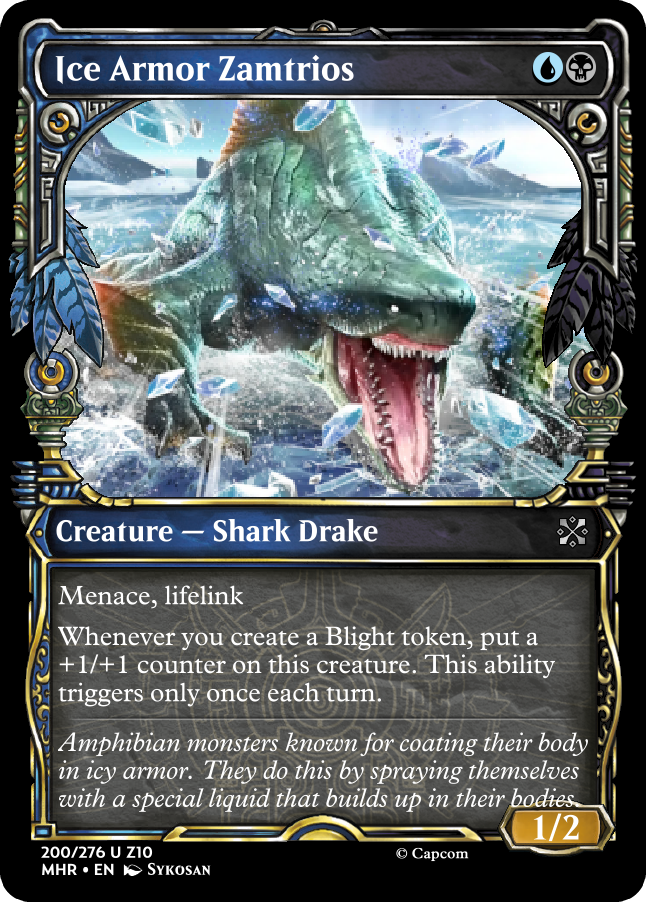 Ice Armor Zamtrios
Creature — Shark Drake
Menace, lifelink
Whenever you create a Blight token, put a
+1/+1 counter on this creature. This ability
triggers only once each turn.
Amphibian monsters known for coating their body
in icy armor. They do this by spraying themselves
with a special liquid that builds up in their bodies.
1/2
200/276 U Z10
© Capcom
MHR • EN Sykosan